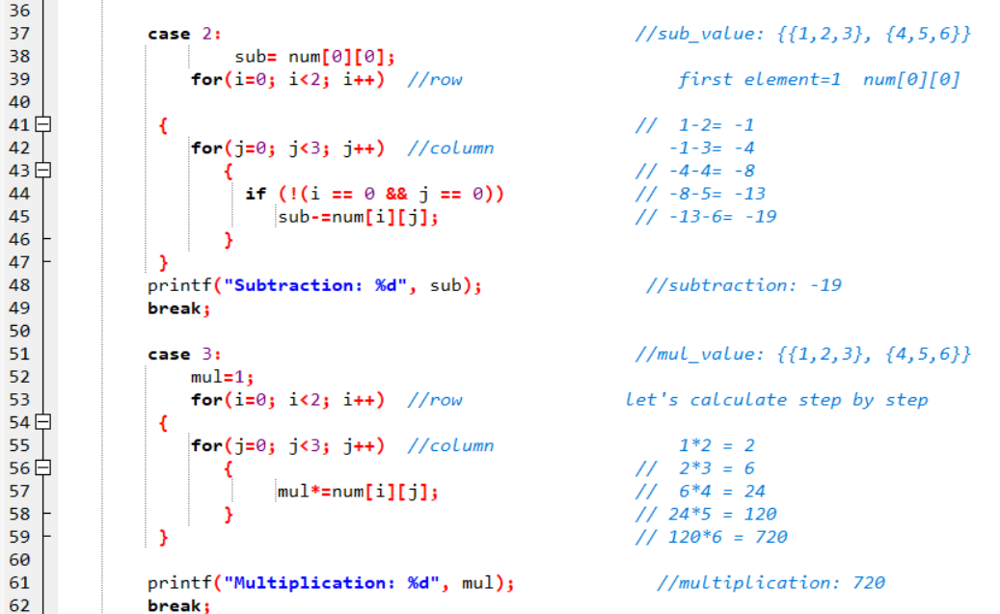 36
37 case 2: //sub_value: {{1,2,3}, {4,5,6}}
38 sub= num[0][0];
39 for(i=0; i<2; i++) //row first element=1 num[0][0]
40
41 { // 1-2= -1
42 for(j=0; j<3; j++) //column -1-3= -4
43 { // -4-4= -8
44 if (!(i == 0 && j == 0)) // -8-5= -13
45 sub-=num[i][j]; // -13-6= -19
46 }
47 }
48 printf("Subtraction: %d", sub); //subtraction: -19
49 break;
50
51 case 3: //mul_value: {{1,2,3}, {4,5,6}}
52 mul=1;
53 for(i=0; i<2; i++) //row let's calculate step by step
54 {
55 for(j=0; j<3; j++) //column 1*2 = 2
56 { // 2*3 = 6
57 mul*=num[i][j]; // 6*4 = 24
58 } // 24*5 = 120
59 } // 120*6 = 720
60
61 printf("Multiplication: %d", mul); //multiplication: 720
62 break;